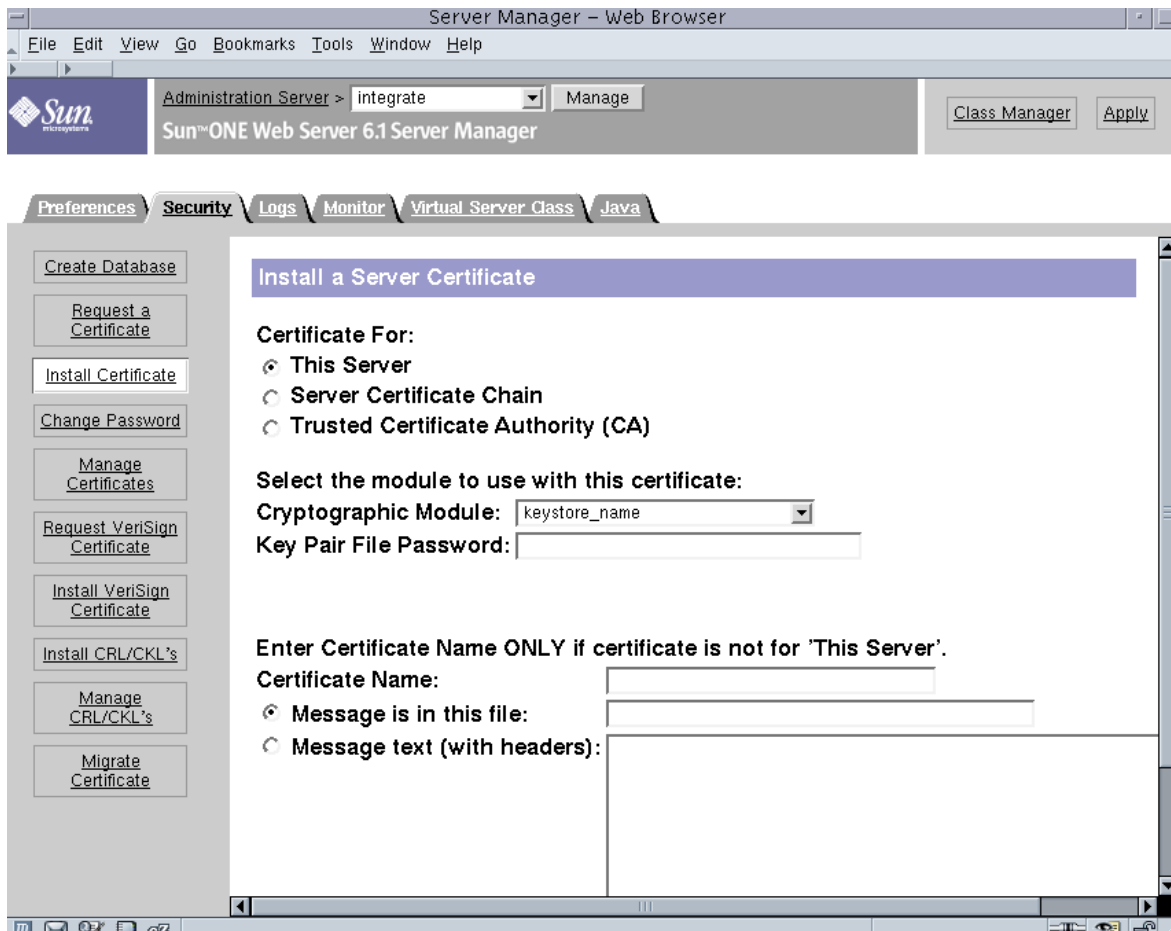 Server Manager – Web Browser
File Edit View Go Bookmarks Tools Window Help
Sun
microsystems
Administration Server > integrate Manage
Sun™ONE Web Server 6.1 Server Manager
Class Manager Apply
Preferences Security Logs Monitor Virtual Server Class Java
Create Database
Request a
Certificate
Install Certificate
Change Password
Manage
Certificates
Request VeriSign
Certificate
Install VeriSign
Certificate
Install CRL/CKL's
Manage
CRL/CKL's
Migrate
Certificate
Install a Server Certificate
Certificate For:
This Server
Server Certificate Chain
Trusted Certificate Authority (CA)
Select the module to use with this certificate:
Cryptographic Module: keystore_name
Key Pair File Password:
Enter Certificate Name ONLY if certificate is not for 'This Server'.
Certificate Name:
Message is in this file:
Message text (with headers):